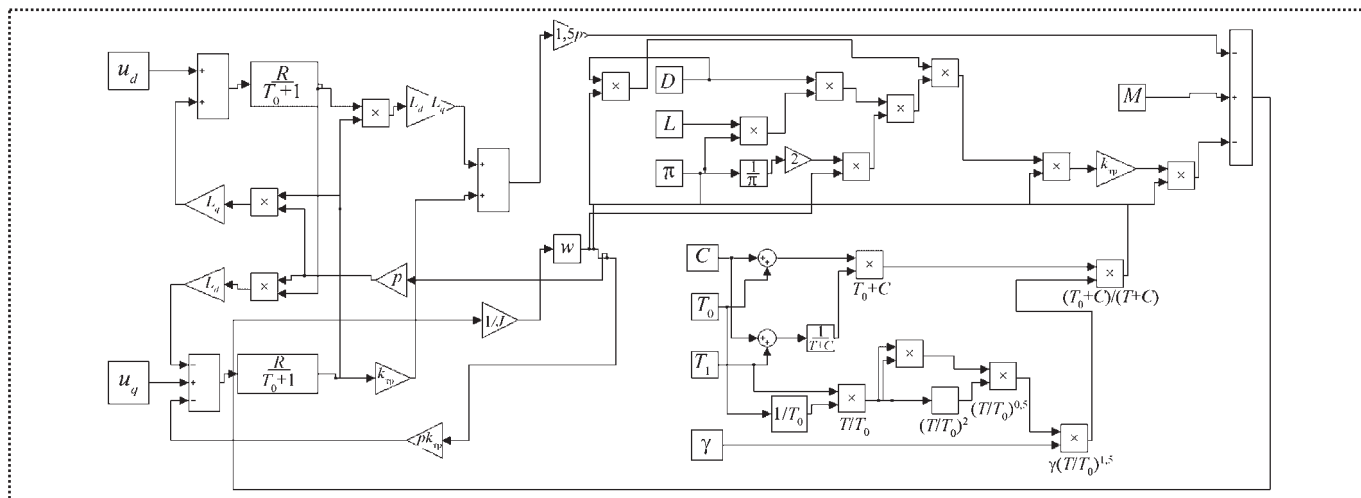 1,5p
u_d
+
+
R
T_0+1
×
L_d L_q
+
+
×
D
×
×
×
L
×
π
1
π
2
×
M
−
+
−
×
k_тр
×
L_q
×
w
L_d
×
p
1/J
C
+
+
×
T_0+C
×
(T_0+C)/(T+C)
T_0
+
+
1
T+C
T_1
u_q
−
+
−
R
T_0+1
k_тр
1/T_0
×
T/T_0
×
(T/T_0)^2
×
(T/T_0)^0,5
pk_тр
γ
×
γ(T/T_0)^1,5